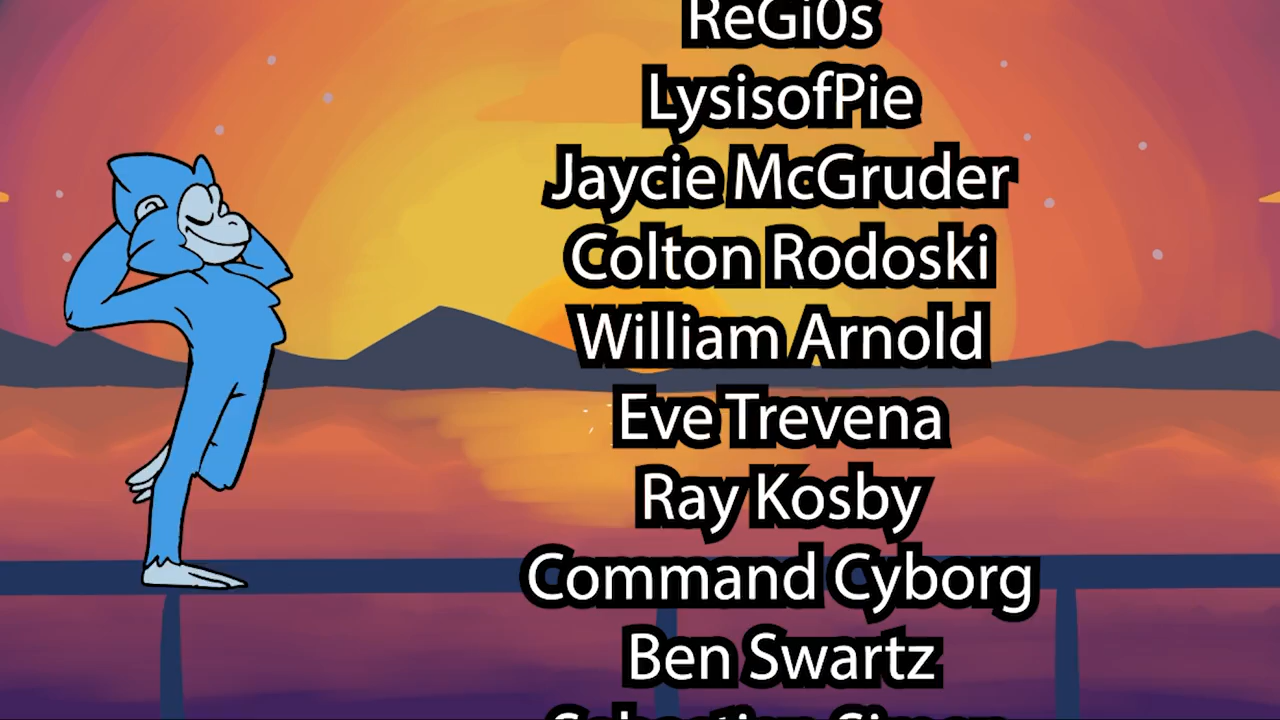 ReGi0s
LysisofPie
Jaycie McGruder
Colton Rodoski
William Arnold
Eve Trevena
Ray Kosby
Command Cyborg
Ben Swartz